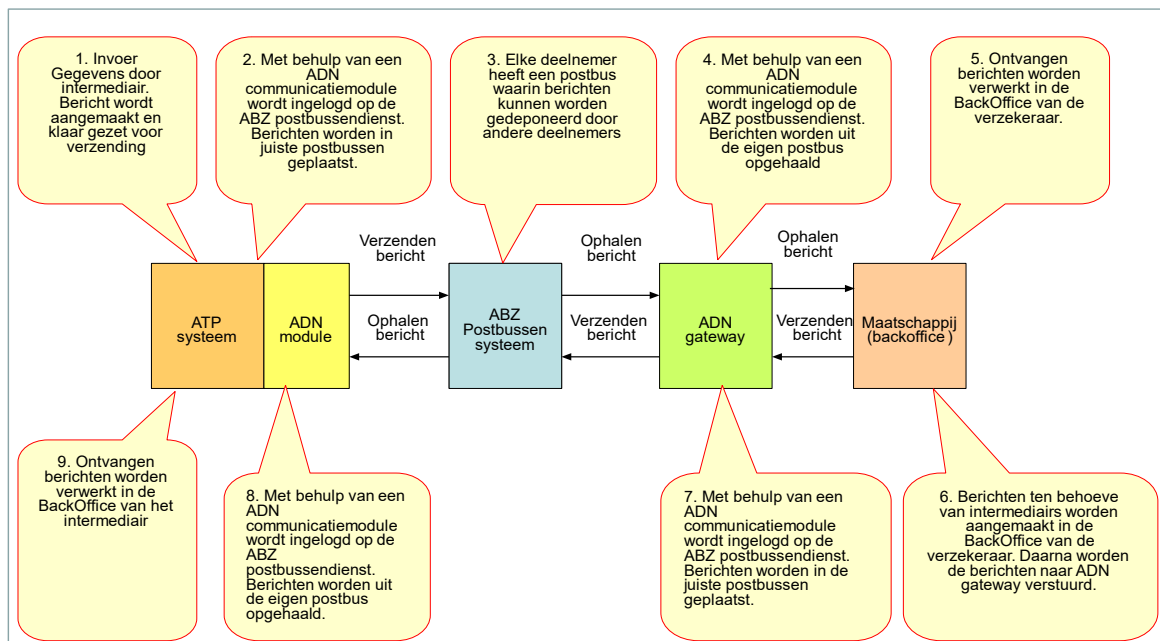 1. Invoer
Gegevens door
intermediair.
Bericht wordt
aangemaakt en
klaar gezet voor
verzending
2. Met behulp van een
ADN
communicatiemodule
wordt ingelogd op de
ABZ postbussendienst.
Berichten worden in
juiste postbussen
geplaatst.
3. Elke deelnemer
heeft een postbus
waarin berichten
kunnen worden
gedeponeerd door
andere deelnemers
4. Met behulp van een
ADN
communicatiemodule
wordt ingelogd op de
ABZ postbussendienst.
Berichten worden uit
de eigen postbus
opgehaald
5. Ontvangen
berichten worden
verwerkt in de
BackOffice van de
verzekeraar.
Verzenden
bericht
Ophalen
bericht
Ophalen
bericht
ATP
systeem
ADN
module
Ophalen
bericht
ABZ
Postbussen
systeem
Verzenden
bericht
ADN
gateway
Verzenden
bericht
Maatschappij
(backoffice )
9. Ontvangen
berichten worden
verwerkt in de
BackOffice van het
intermediair
8. Met behulp van een
ADN
communicatiemodule
wordt ingelogd op de
ABZ
postbussendienst.
Berichten worden uit
de eigen postbus
opgehaald.
7. Met behulp van een
ADN
communicatiemodule
wordt ingelogd op de
ABZ postbussendienst.
Berichten worden in de
juiste postbussen
geplaatst.
6. Berichten ten behoeve
van intermediairs worden
aangemaakt in de
BackOffice van de
verzekeraar. Daarna worden
de berichten naar ADN
gateway verstuurd.